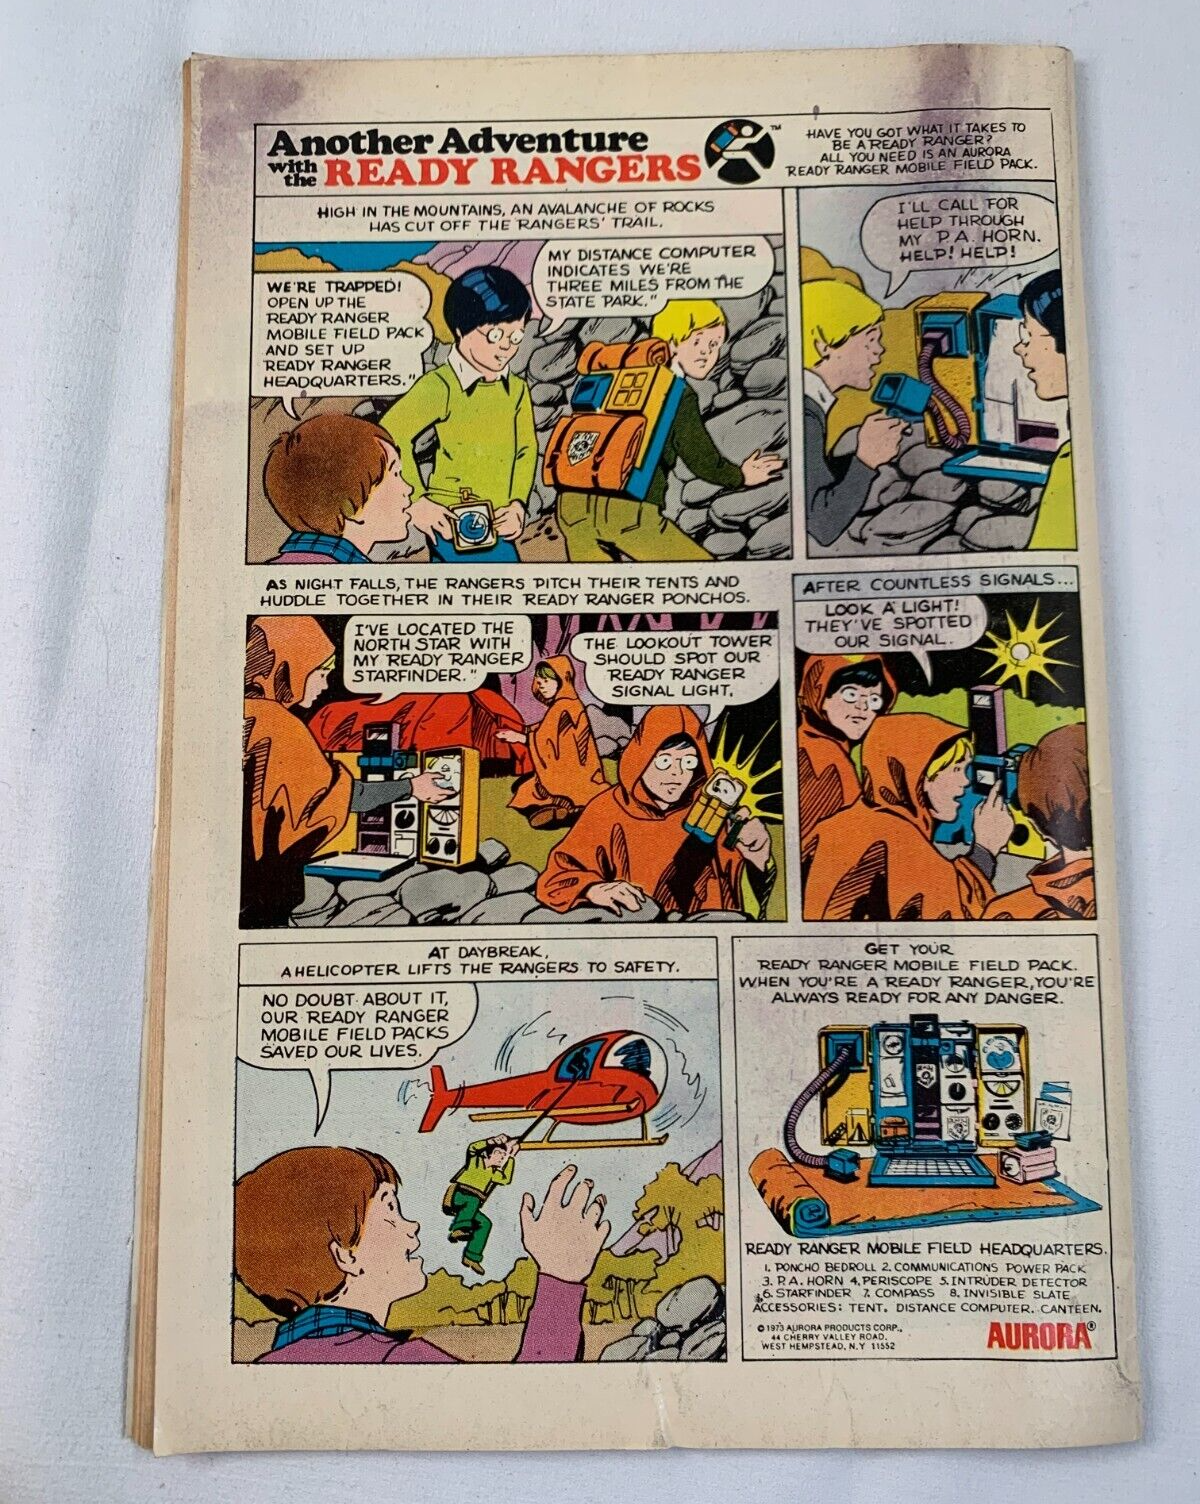 Another Adventure
with
the READY RANGERS
TM
HAVE YOU GOT WHAT IT TAKES TO
BE A READY RANGER?
ALL YOU NEED IS AN AURORA
READY RANGER MOBILE FIELD PACK.
HIGH IN THE MOUNTAINS, AN AVALANCHE OF ROCKS
HAS CUT OFF THE RANGERS' TRAIL.
WE'RE TRAPPED!
OPEN UP THE
READY RANGER
MOBILE FIELD PACK
AND SET UP
READY RANGER
HEADQUARTERS."
MY DISTANCE COMPUTER
INDICATES WE'RE
THREE MILES FROM THE
STATE PARK."
I'LL CALL FOR
HELP THROUGH
MY P.A. HORN.
HELP! HELP!
AS NIGHT FALLS, THE RANGERS PITCH THEIR TENTS AND
HUDDLE TOGETHER IN THEIR READY RANGER PONCHOS.
I'VE LOCATED THE
NORTH STAR WITH
MY READY RANGER
STARFINDER."
THE LOOKOUT TOWER
SHOULD SPOT OUR
READY RANGER
SIGNAL LIGHT.
AFTER COUNTLESS SIGNALS...
LOOK A LIGHT!
THEY'VE SPOTTED
OUR SIGNAL.
AT DAYBREAK,
A HELICOPTER LIFTS THE RANGERS TO SAFETY.
NO DOUBT ABOUT IT,
OUR READY RANGER
MOBILE FIELD PACKS
SAVED OUR LIVES.
GET YOUR
READY RANGER MOBILE FIELD PACK.
WHEN YOU'RE A READY RANGER, YOU'RE
ALWAYS READY FOR ANY DANGER.
READY RANGER MOBILE FIELD HEADQUARTERS.
1. PONCHO BEDROLL 2. COMMUNICATIONS POWER PACK
3. P.A. HORN 4. PERISCOPE 5. INTRUDER DETECTOR
6. STARFINDER 7. COMPASS 8. INVISIBLE SLATE
ACCESSORIES: TENT, DISTANCE COMPUTER, CANTEEN.
© 1973 AURORA PRODUCTS CORP.,
44 CHERRY VALLEY ROAD.
WEST HEMPSTEAD, N.Y 11552
AURORA®